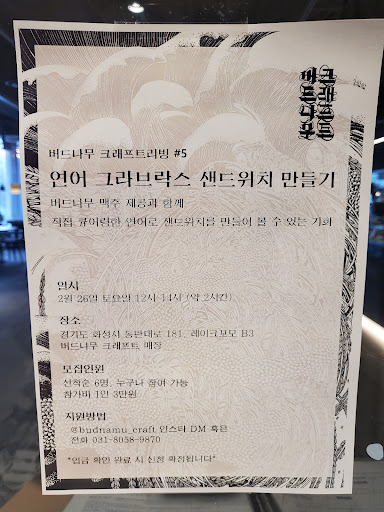 버드나무
크래프트
버드나무 크래프트리빙 #5
연어 그라브락스 샌드위치 만들기
버드나무 맥주 제공과 함께
직접 큐어링한 연어로 샌드위치를 만들어 볼 수 있는 기회
일시
2월 26일 토요일 12시-14시 (약 2시간)
장소
경기도 화성시 동탄대로 181, 레이크꼬모 B3
버드나무 크래프트 매장
모집인원
선착순 6명, 누구나 참여 가능
참가비 1인 3만원
지원방법
@budnamu_craft 인스타 DM 혹은
전화 031-8058-9870
*입금 확인 완료 시 신청 확정됩니다*